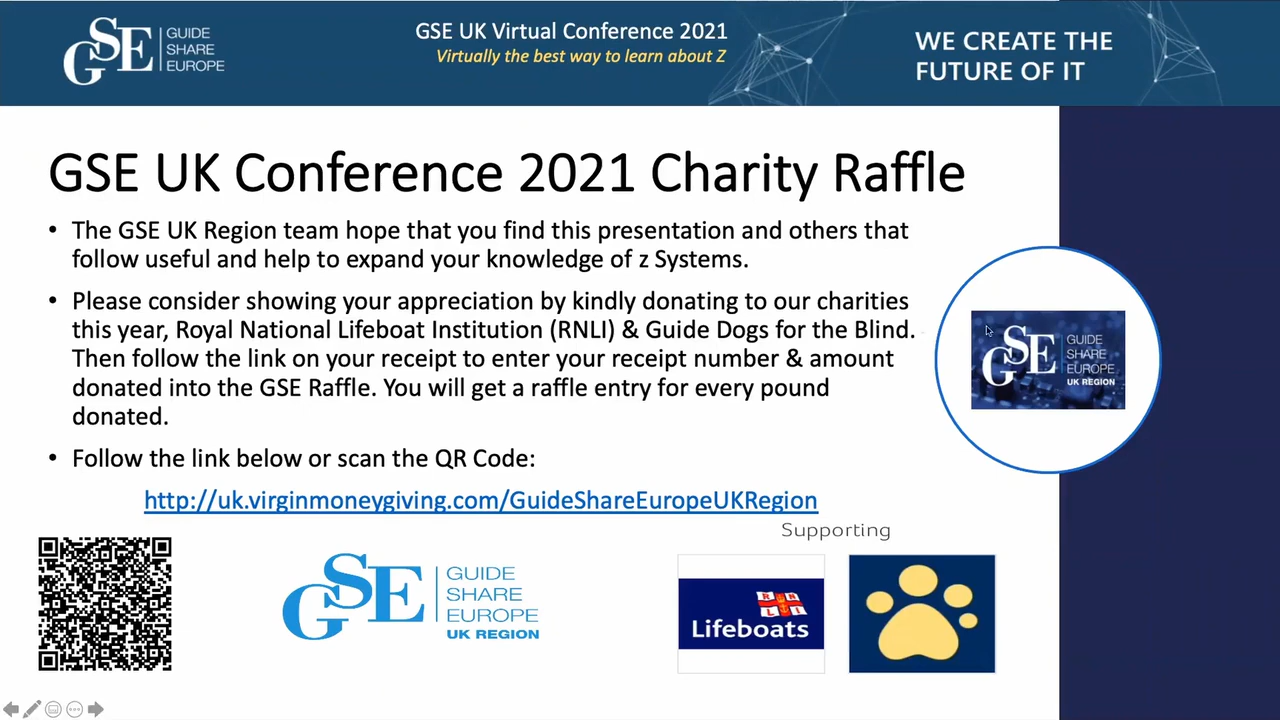 GSE GUIDE SHARE EUROPE
GSE UK Virtual Conference 2021
Virtually the best way to learn about Z
WE CREATE THE
FUTURE OF IT
GSE UK Conference 2021 Charity Raffle
• The GSE UK Region team hope that you find this presentation and others that
follow useful and help to expand your knowledge of z Systems.
• Please consider showing your appreciation by kindly donating to our charities
this year, Royal National Lifeboat Institution (RNLI) & Guide Dogs for the Blind.
Then follow the link on your receipt to enter your receipt number & amount
donated into the GSE Raffle. You will get a raffle entry for every pound
donated.
• Follow the link below or scan the QR Code:
http://uk.virginmoneygiving.com/GuideShareEuropeUKRegion
GSE GUIDE SHARE EUROPE UK REGION
Supporting
GSE GUIDE SHARE EUROPE UK REGION
RNLI
Lifeboats